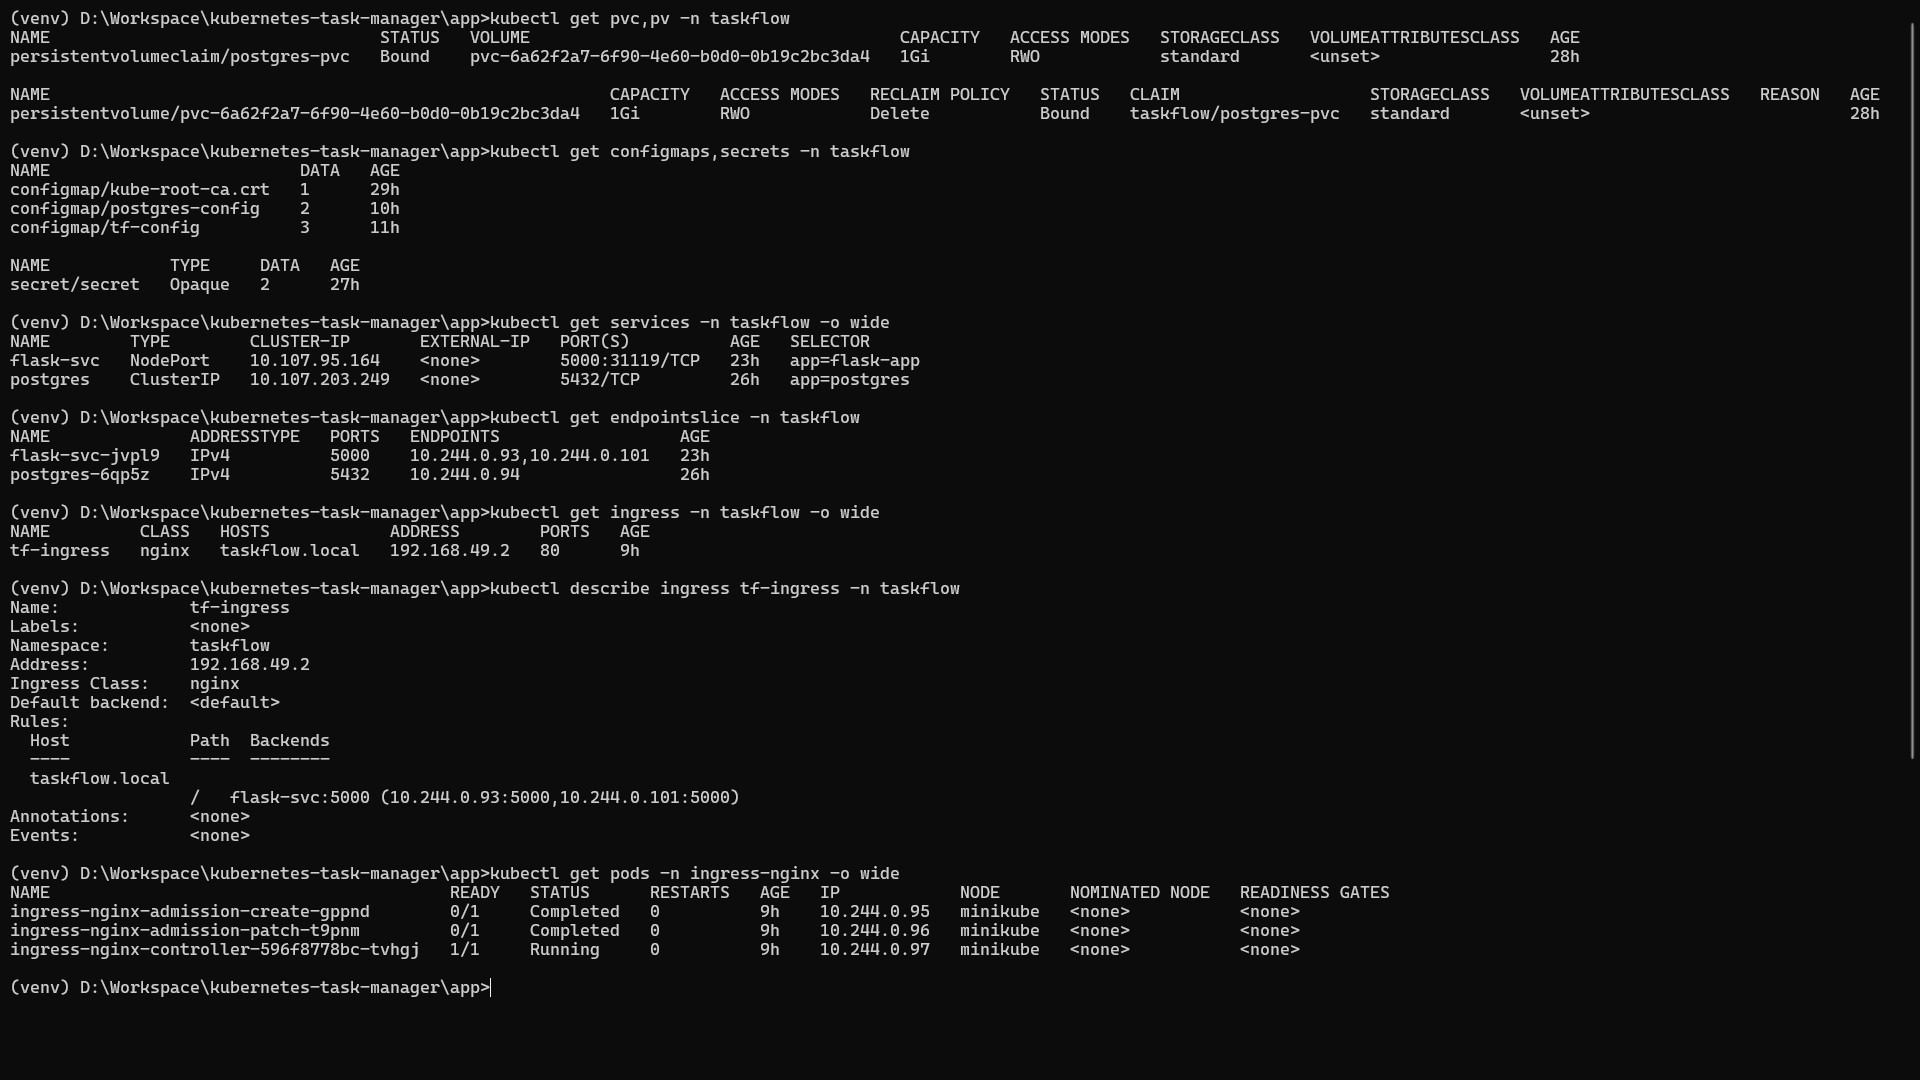 (venv) D:\Workspace\kubernetes-task-manager\app>kubectl get pvc,pv -n taskflow
NAME                                 STATUS   VOLUME                                     CAPACITY   ACCESS MODES   STORAGECLASS   VOLUMEATTRIBUTESCLASS   AGE
persistentvolumeclaim/postgres-pvc   Bound    pvc-6a62f2a7-6f90-4e60-b0d0-0b19c2bc3da4   1Gi        RWO            standard       <unset>                 28h

NAME                                                        CAPACITY   ACCESS MODES   RECLAIM POLICY   STATUS   CLAIM                   STORAGECLASS   VOLUMEATTRIBUTESCLASS   REASON   AGE
persistentvolume/pvc-6a62f2a7-6f90-4e60-b0d0-0b19c2bc3da4   1Gi        RWO            Delete           Bound    taskflow/postgres-pvc   standard       <unset>                          28h

(venv) D:\Workspace\kubernetes-task-manager\app>kubectl get configmaps,secrets -n taskflow
NAME                         DATA   AGE
configmap/kube-root-ca.crt   1      29h
configmap/postgres-config    2      10h
configmap/tf-config          3      11h

NAME            TYPE     DATA   AGE
secret/secret   Opaque   2      27h

(venv) D:\Workspace\kubernetes-task-manager\app>kubectl get services -n taskflow -o wide
NAME        TYPE        CLUSTER-IP       EXTERNAL-IP   PORT(S)          AGE   SELECTOR
flask-svc   NodePort    10.107.95.164    <none>        5000:31119/TCP   23h   app=flask-app
postgres    ClusterIP   10.107.203.249   <none>        5432/TCP         26h   app=postgres

(venv) D:\Workspace\kubernetes-task-manager\app>kubectl get endpointslice -n taskflow
NAME              ADDRESSTYPE   PORTS   ENDPOINTS                  AGE
flask-svc-jvpl9   IPv4          5000    10.244.0.93,10.244.0.101   23h
postgres-6qp5z    IPv4          5432    10.244.0.94                26h

(venv) D:\Workspace\kubernetes-task-manager\app>kubectl get ingress -n taskflow -o wide
NAME         CLASS   HOSTS            ADDRESS        PORTS   AGE
tf-ingress   nginx   taskflow.local   192.168.49.2   80      9h

(venv) D:\Workspace\kubernetes-task-manager\app>kubectl describe ingress tf-ingress -n taskflow
Name:             tf-ingress
Labels:           <none>
Namespace:        taskflow
Address:          192.168.49.2
Ingress Class:    nginx
Default backend:  <default>
Rules:
  Host            Path  Backends
  ----            ----  --------
  taskflow.local
                  /   flask-svc:5000 (10.244.0.93:5000,10.244.0.101:5000)
Annotations:      <none>
Events:           <none>

(venv) D:\Workspace\kubernetes-task-manager\app>kubectl get pods -n ingress-nginx -o wide
NAME                                        READY   STATUS      RESTARTS   AGE   IP            NODE       NOMINATED NODE   READINESS GATES
ingress-nginx-admission-create-gppnd        0/1     Completed   0          9h    10.244.0.95   minikube   <none>           <none>
ingress-nginx-admission-patch-t9pnm         0/1     Completed   0          9h    10.244.0.96   minikube   <none>           <none>
ingress-nginx-controller-596f8778bc-tvhgj   1/1     Running     0          9h    10.244.0.97   minikube   <none>           <none>

(venv) D:\Workspace\kubernetes-task-manager\app>